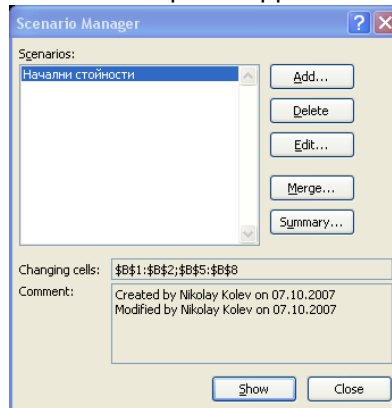 Scenario Manager
Scenarios:
Начални стойности
Add...
Delete
Edit...
Merge...
Summary...
Changing cells: $B$1:$B$2;$B$5:$B$8
Comment: Created by Nikolay Kolev on 07.10.2007
Modified by Nikolay Kolev on 07.10.2007
Show Close